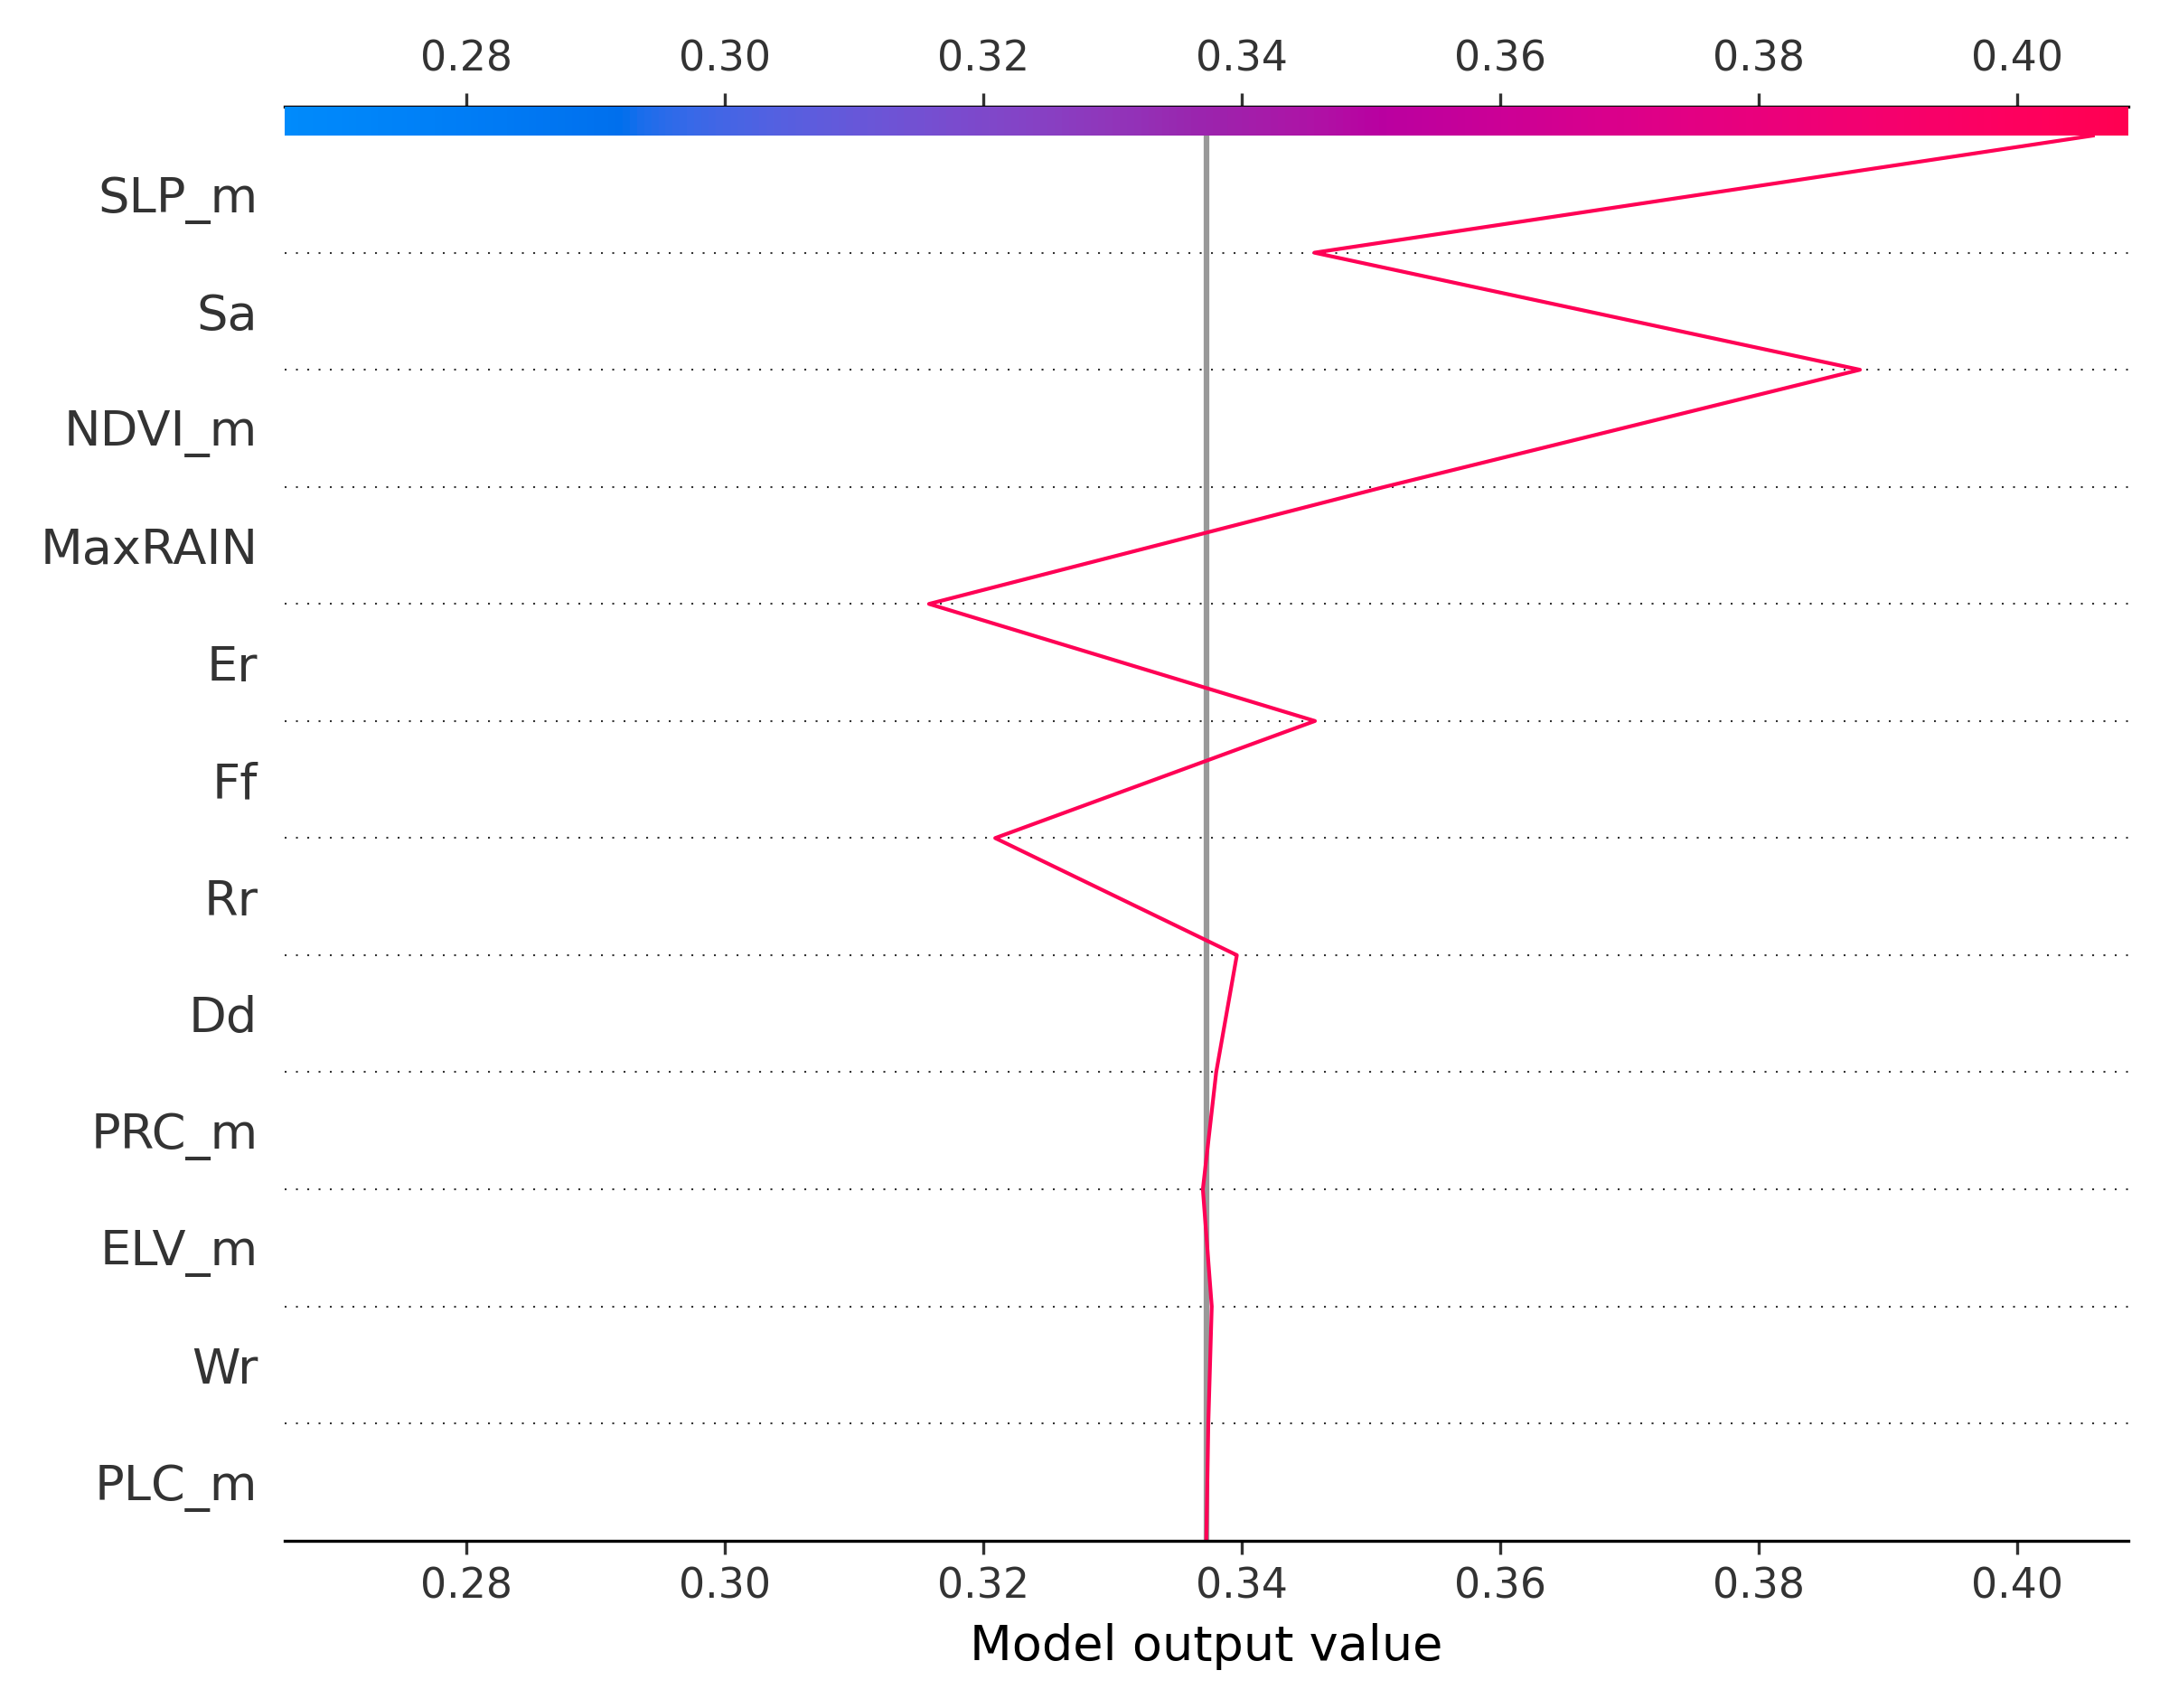 0.28 0.30 0.32 0.34 0.36 0.38 0.40
SLP_m
Sa
NDVI_m
MaxRAIN
Er
Ff
Rr
Dd
PRC_m
ELV_m
Wr
PLC_m
0.28 0.30 0.32 0.34 0.36 0.38 0.40
Model output value